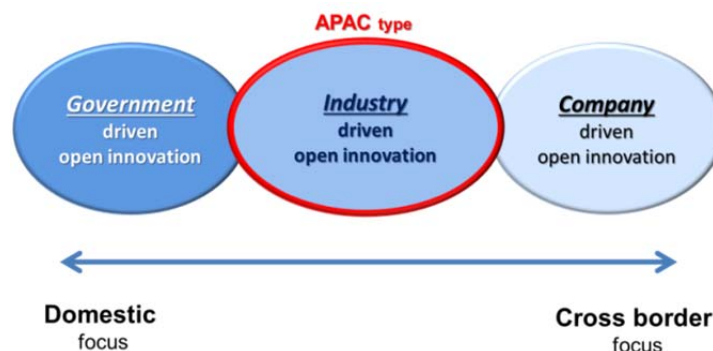 APAC type
Government
driven
open innovation
Industry
driven
open innovation
Company
driven
open innovation
Domestic
focus
Cross border
focus